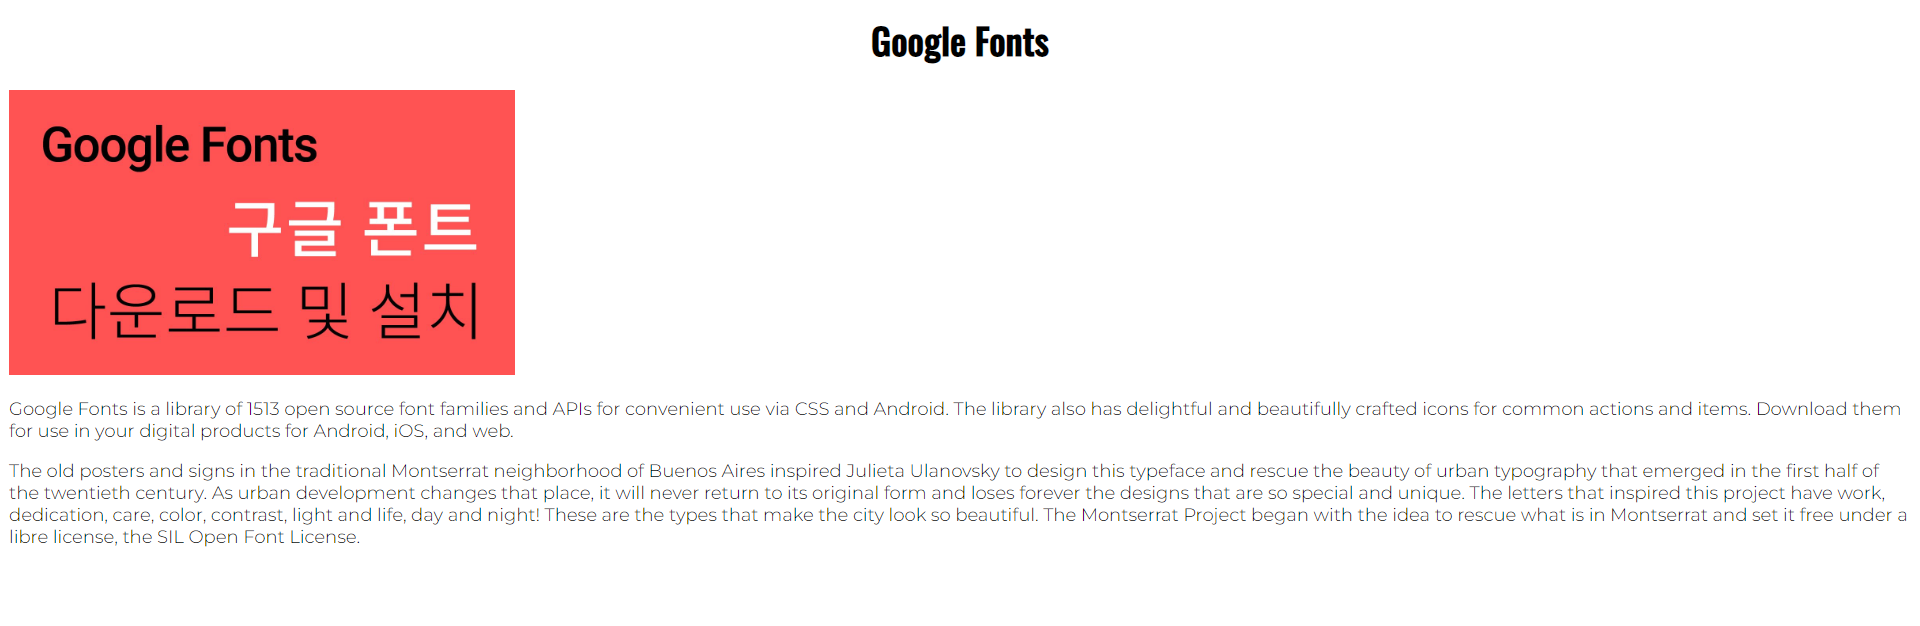 Google Fonts
Google Fonts
구글 폰트
다운로드 및 설치
Google Fonts is a library of 1513 open source font families and APIs for convenient use via CSS and Android. The library also has delightful and beautifully crafted icons for common actions and items. Download them
for use in your digital products for Android, iOS, and web.
The old posters and signs in the traditional Montserrat neighborhood of Buenos Aires inspired Julieta Ulanovsky to design this typeface and rescue the beauty of urban typography that emerged in the first half of
the twentieth century. As urban development changes that place, it will never return to its original form and loses forever the designs that are so special and unique. The letters that inspired this project have work,
dedication, care, color, contrast, light and life, day and night! These are the types that make the city look so beautiful. The Montserrat Project began with the idea to rescue what is in Montserrat and set it free under a
libre license, the SIL Open Font License.